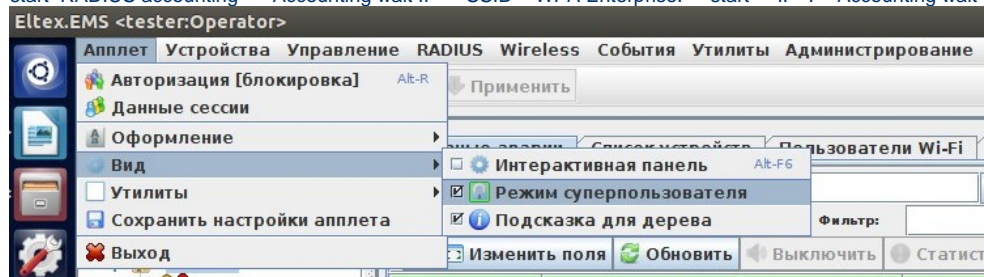 Eltex.EMS <tester:Operator>
Апплет Устройства Управление RADIUS Wireless События Утилиты Администрирование
Авторизация [блокировка] Alt-R
Применить
Данные сессии
Оформление
Список устройств Пользователи Wi-Fi
Вид
Интерактивная панель Alt-F6
Утилиты
Режим суперпользователя
Сохранить настройки апплета
Подсказка для дерева
Фильтр:
Выход
Изменить поля Обновить Выключить